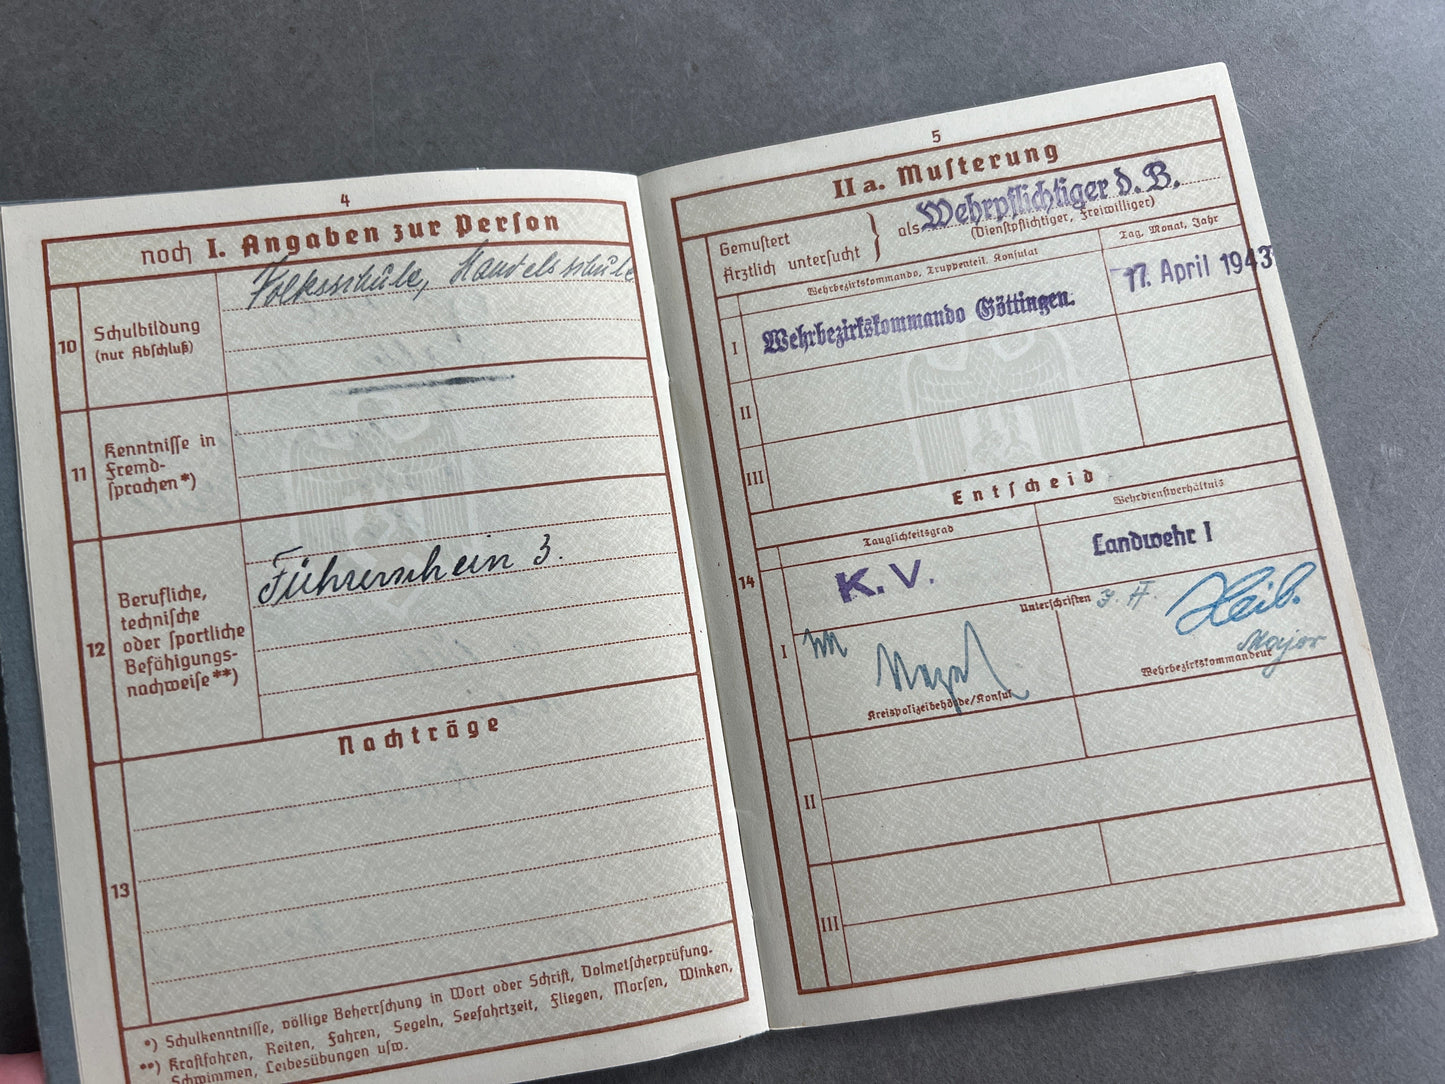 4
noch I. Angaben zur Person
10
Schulbildung
(nur Abschluß)
Volksschule, Handelsschule
11
Kenntnisse in
Fremd-
sprachen*)
12
Berufliche,
technische
oder sportliche
Befähigungs-
nachweise**)
Führerschein 3.
Nachträge
13
*) Schulkenntnisse, völlige Beherrschung in Wort oder Schrift, Dolmetscherprüfung.
**) Kraftfahren, Reiten, Fahren, Segeln, Seefahrtzeit, Fliegen, Morsen, Winken,
Schwimmen, Leibesübungen usw.
5
II a. Musterung
Gemustert
Ärztlich untersucht
als Wehrpflichtiger d. B.
(Dienstpflichtiger, Freiwilliger)
Wehrbezirkskommando, Truppenteil, Konsulat
Tag, Monat, Jahr
I
Wehrbezirkskommando Göttingen.
17. April 1943
II
III
Entscheid
14
Tauglichkeitsgrad
Wehrdienstverhältnis
K.V.
Landwehr I
I
Unterschriften
Major
Kreispolizeibehörde/Konsul
Wehrbezirkskommandeur
II
III